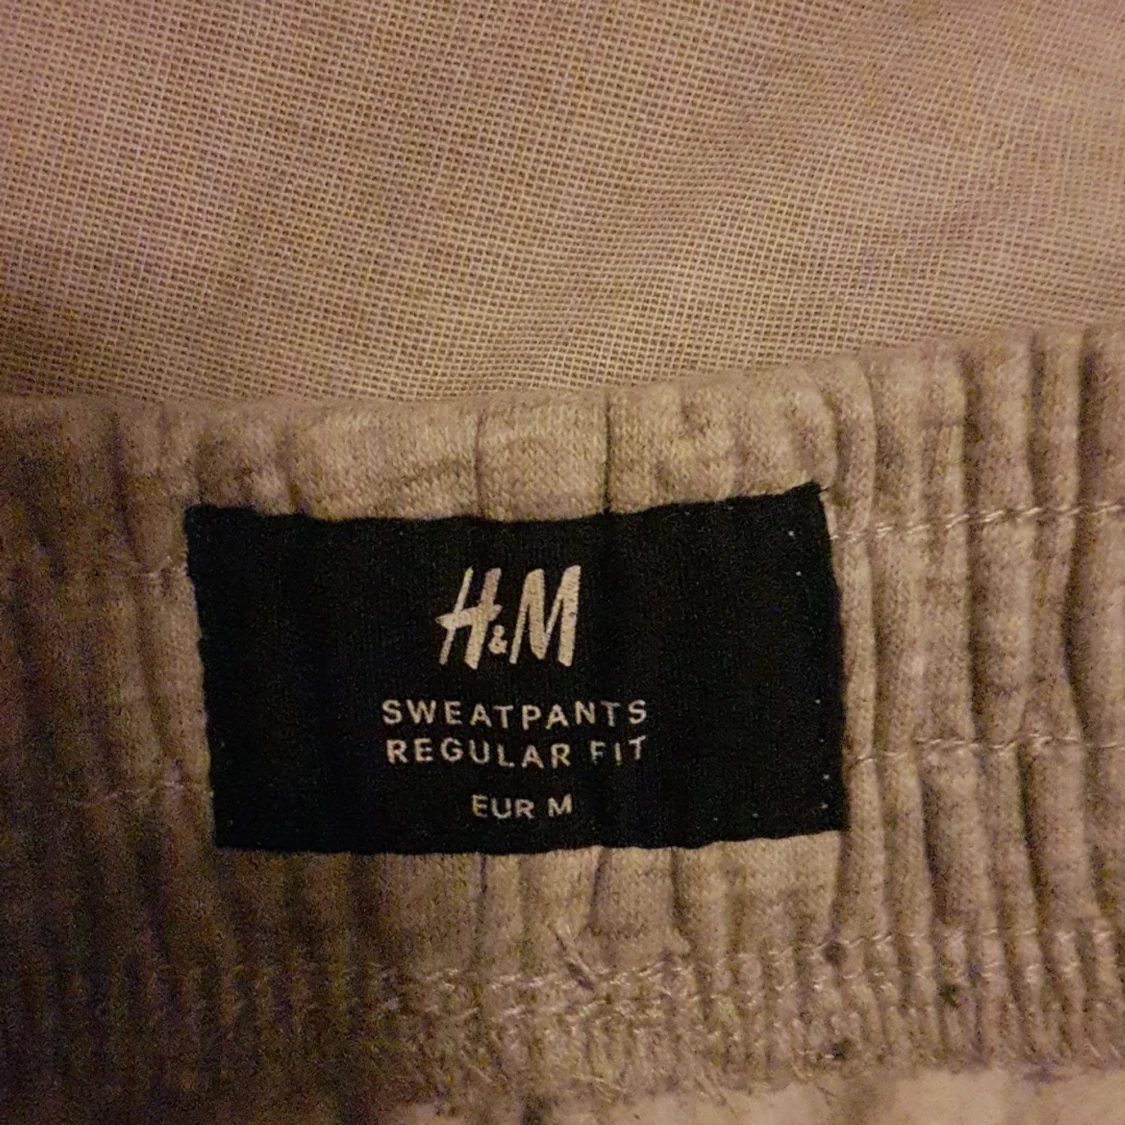 H&M
SWEATPANTS
REGULAR FIT
EUR M